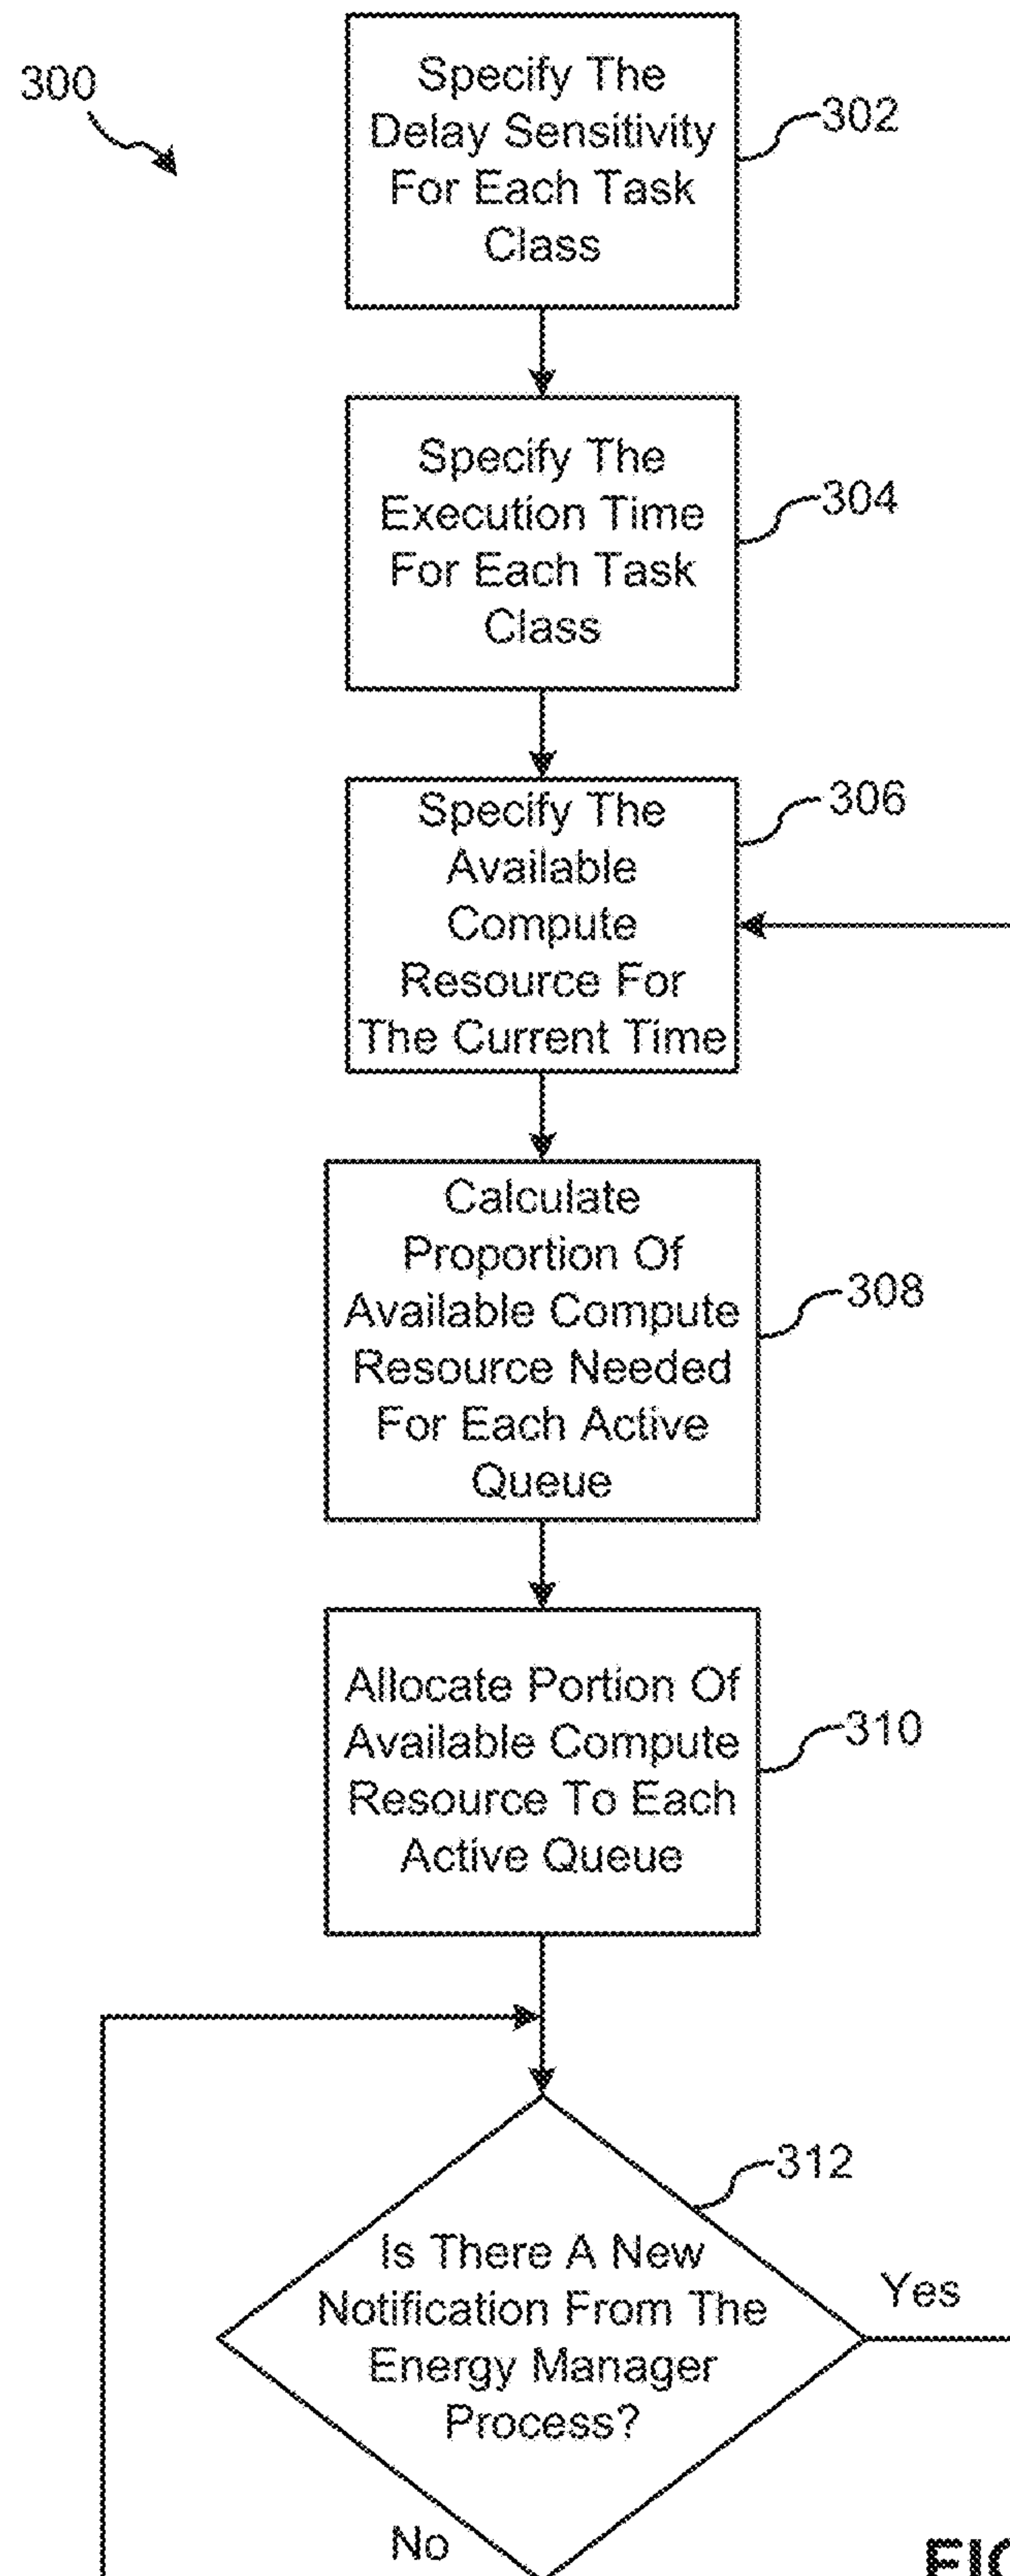 300
Specify The
Delay Sensitivity
For Each Task
Class
302
Specify The
Execution Time
For Each Task
Class
304
Specify The
Available
Compute
Resource For
The Current Time
306
Calculate
Proportion Of
Available Compute
Resource Needed
For Each Active
Queue
308
Allocate Portion Of
Available Compute
Resource To Each
Active Queue
310
312
Is There A New
Notification From The
Energy Manager
Process?
Yes
No